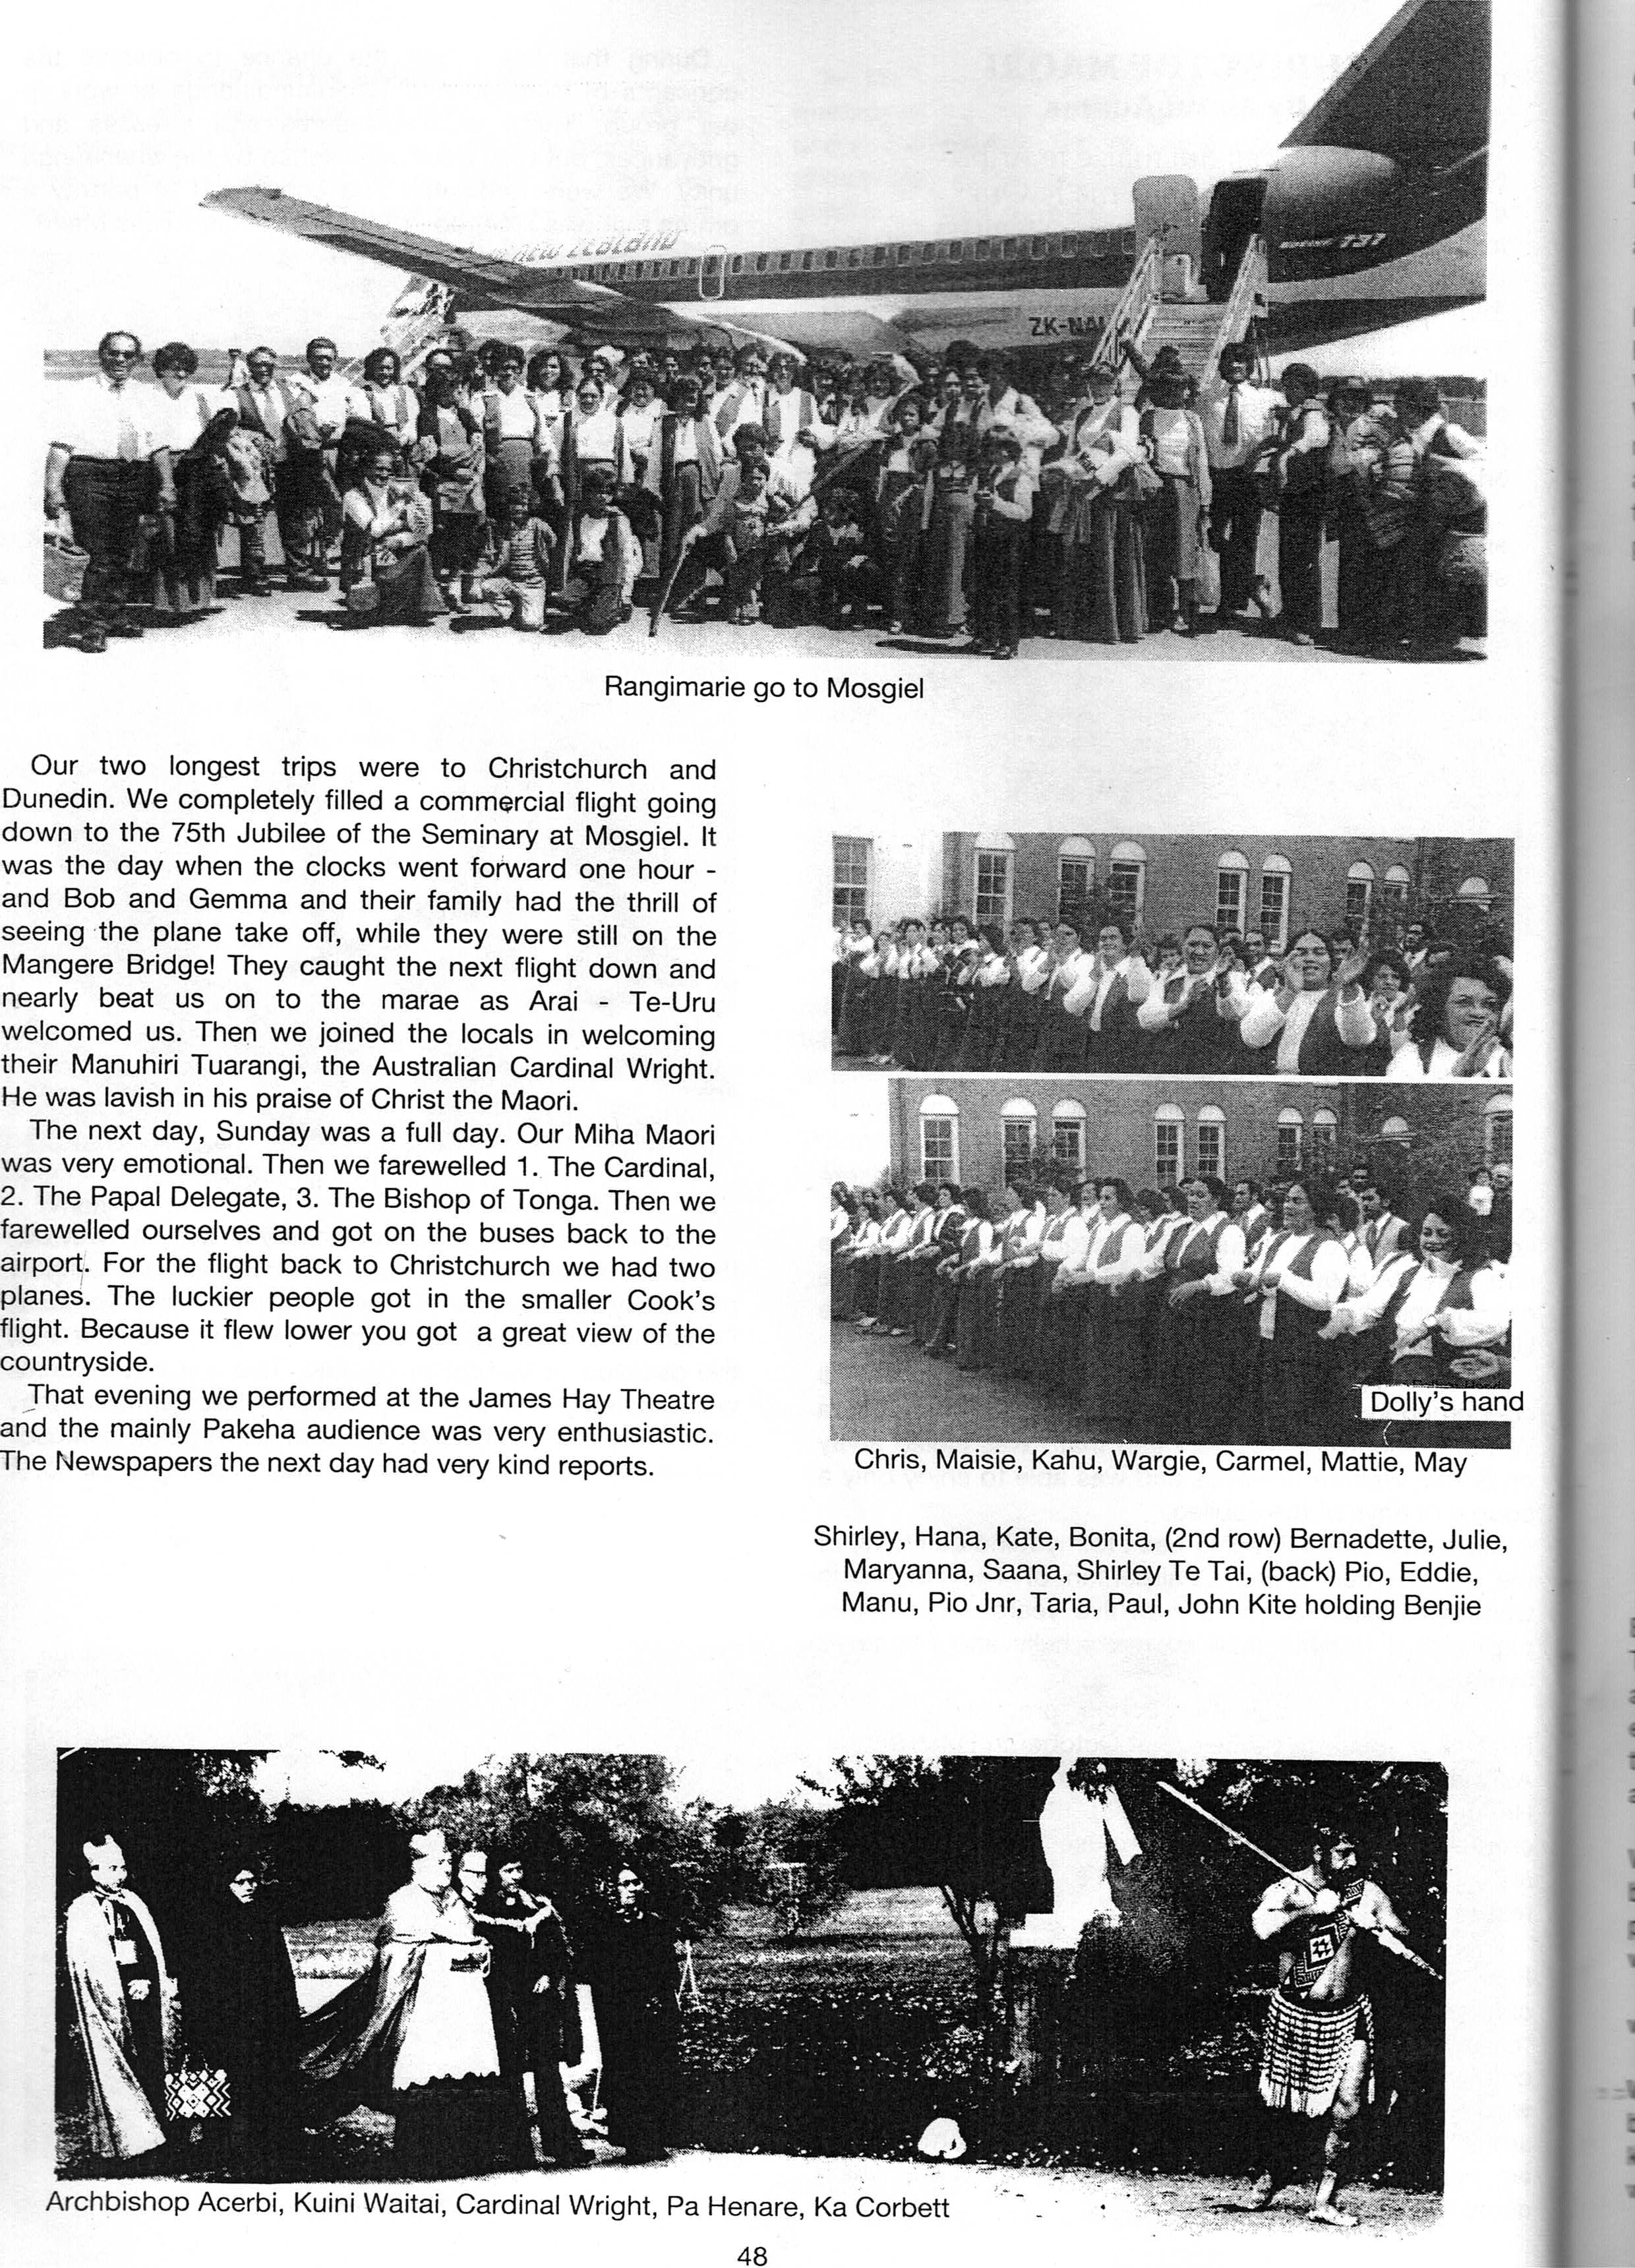 new zealand
BOEING 737
ZK-NA
Rangimarie go to Mosgiel
Our two longest trips were to Christchurch and
Dunedin. We completely filled a commercial flight going
down to the 75th Jubilee of the Seminary at Mosgiel. It
was the day when the clocks went forward one hour -
and Bob and Gemma and their family had the thrill of
seeing the plane take off, while they were still on the
Mangere Bridge! They caught the next flight down and
nearly beat us on to the marae as Arai - Te-Uru
welcomed us. Then we joined the locals in welcoming
their Manuhiri Tuarangi, the Australian Cardinal Wright.
He was lavish in his praise of Christ the Maori.
The next day, Sunday was a full day. Our Miha Maori
was very emotional. Then we farewelled 1. The Cardinal,
2. The Papal Delegate, 3. The Bishop of Tonga. Then we
farewelled ourselves and got on the buses back to the
airport. For the flight back to Christchurch we had two
planes. The luckier people got in the smaller Cook's
flight. Because it flew lower you got a great view of the
countryside.
That evening we performed at the James Hay Theatre
and the mainly Pakeha audience was very enthusiastic.
The Newspapers the next day had very kind reports.
Dolly's hand
Chris, Maisie, Kahu, Wargie, Carmel, Mattie, May
Shirley, Hana, Kate, Bonita, (2nd row) Bernadette, Julie,
Maryanna, Saana, Shirley Te Tai, (back) Pio, Eddie,
Manu, Pio Jnr, Taria, Paul, John Kite holding Benjie
Archbishop Acerbi, Kuini Waitai, Cardinal Wright, Pa Henare, Ka Corbett
48